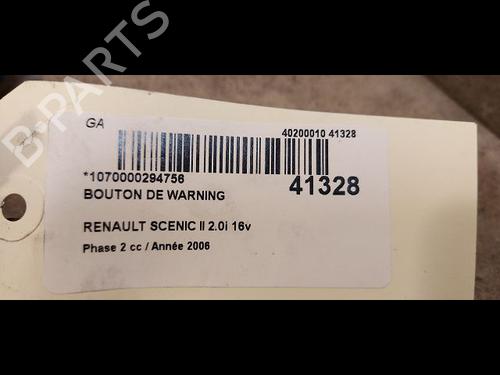 GA
40200010 41328
*1070000294756
41328
BOUTON DE WARNING
RENAULT SCENIC II 2.0i 16v
Phase 2 cc / Année 2006
B-PARTS